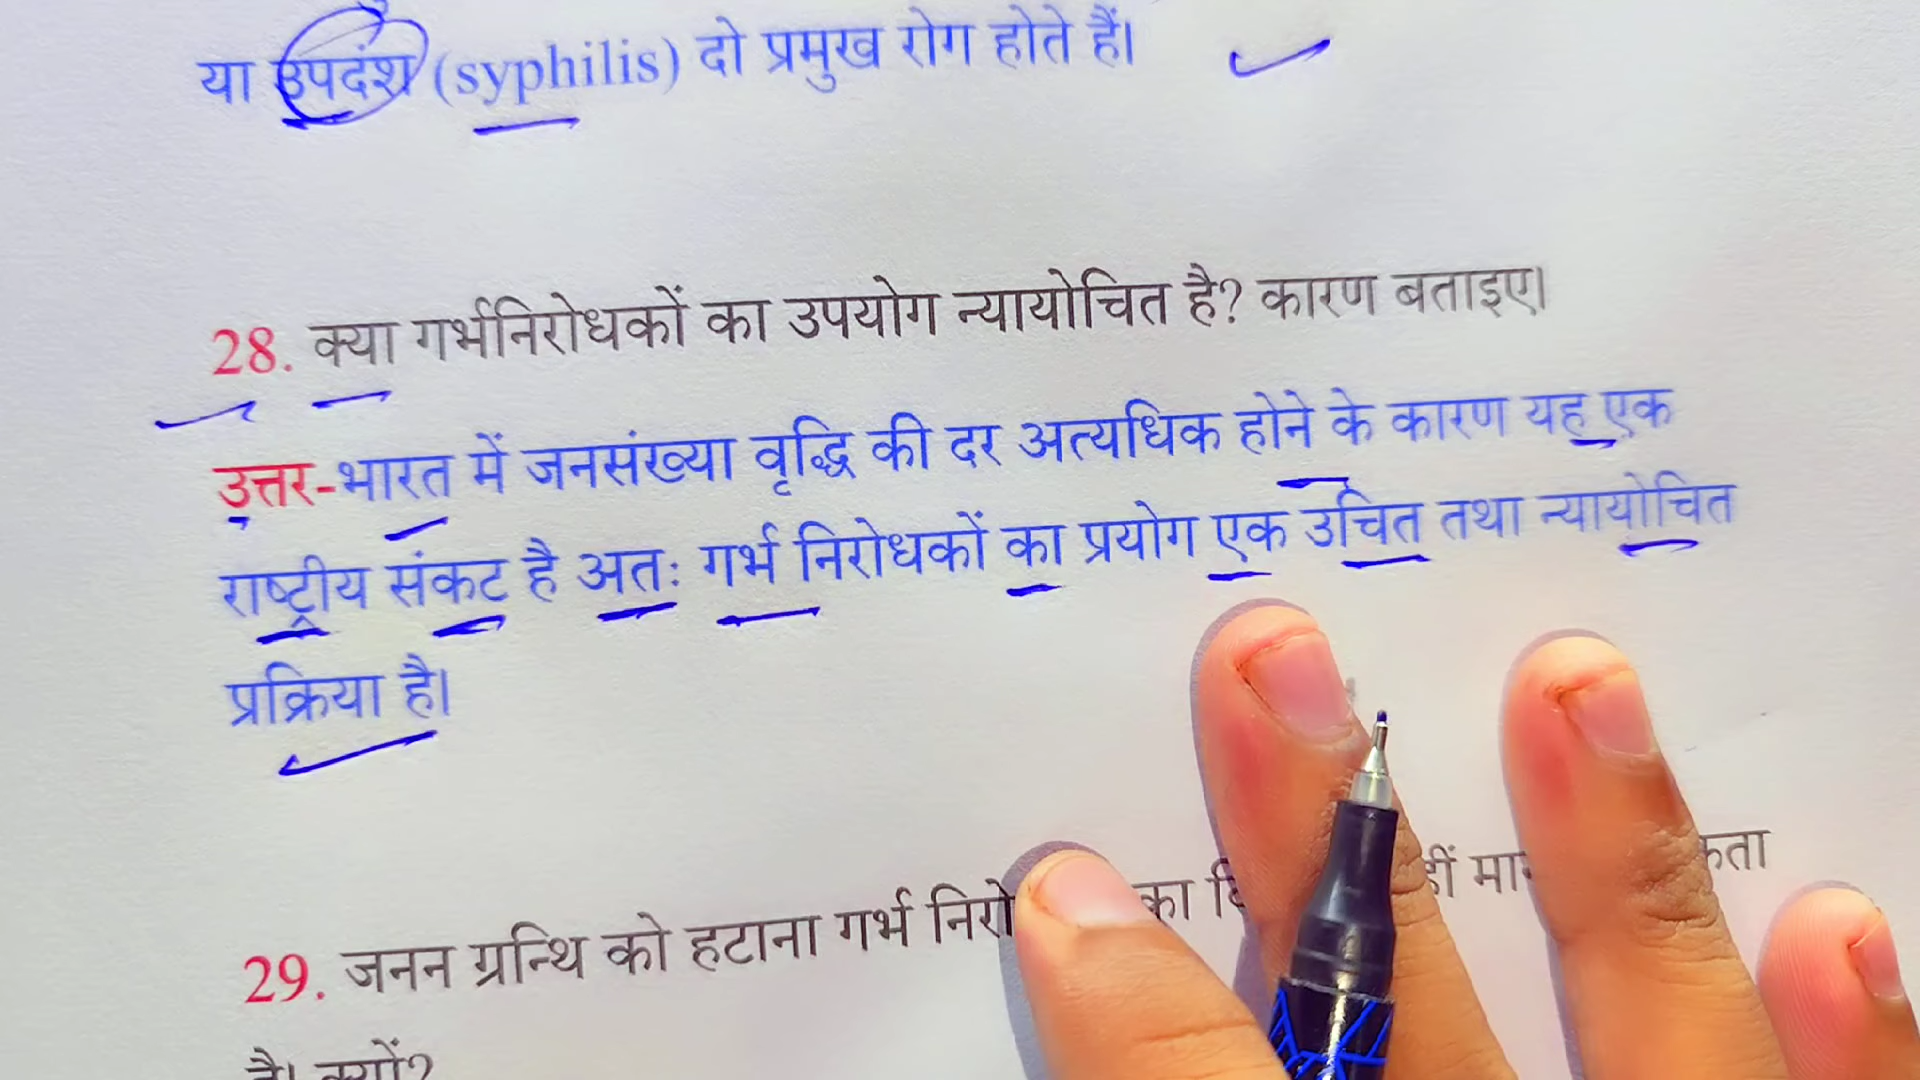 या उपदंश (syphilis) दो प्रमुख रोग होते हैं।
28. क्या गर्भनिरोधकों का उपयोग न्यायोचित है? कारण बताइए।
उत्तर-भारत में जनसंख्या वृद्धि की दर अत्यधिक होने के कारण यह एक
राष्ट्रीय संकट है अतः गर्भ निरोधकों का प्रयोग एक उचित तथा न्यायोचित
प्रक्रिया है।
29. जनन ग्रन्थि को हटाना गर्भ का
है। क्यों?